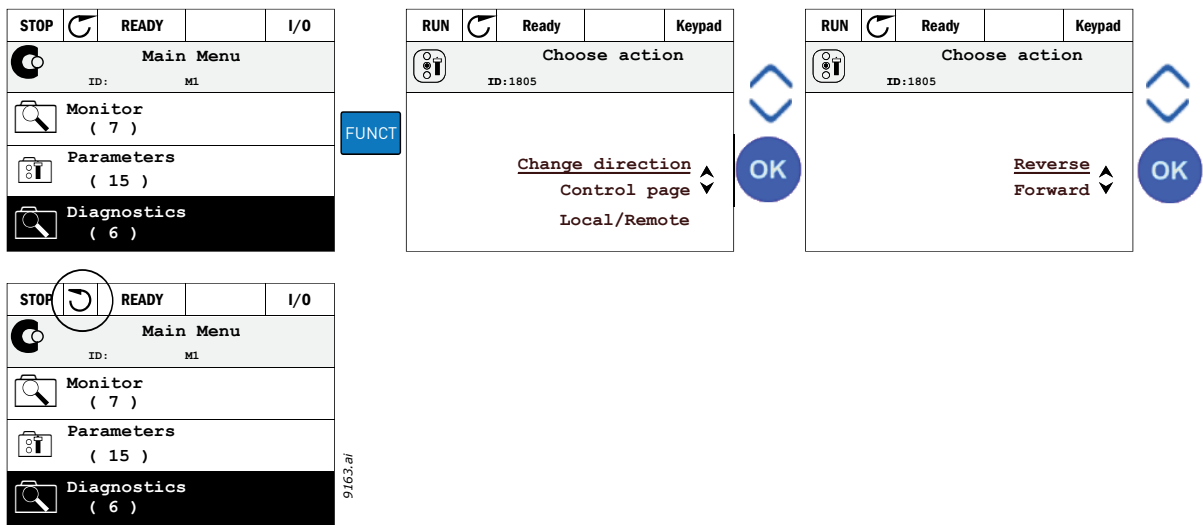 STOP READY I/O
Main Menu
ID: M1
Monitor
( 7 )
Parameters
( 15 )
Diagnostics
( 6 )
FUNCT
RUN Ready Keypad
Choose action
ID:1805
Change direction
Control page
Local/Remote
OK
RUN Ready Keypad
Choose action
ID:1805
Reverse
Forward
OK
STOP READY I/O
Main Menu
ID: M1
Monitor
( 7 )
Parameters
( 15 )
Diagnostics
( 6 )
9163.ai